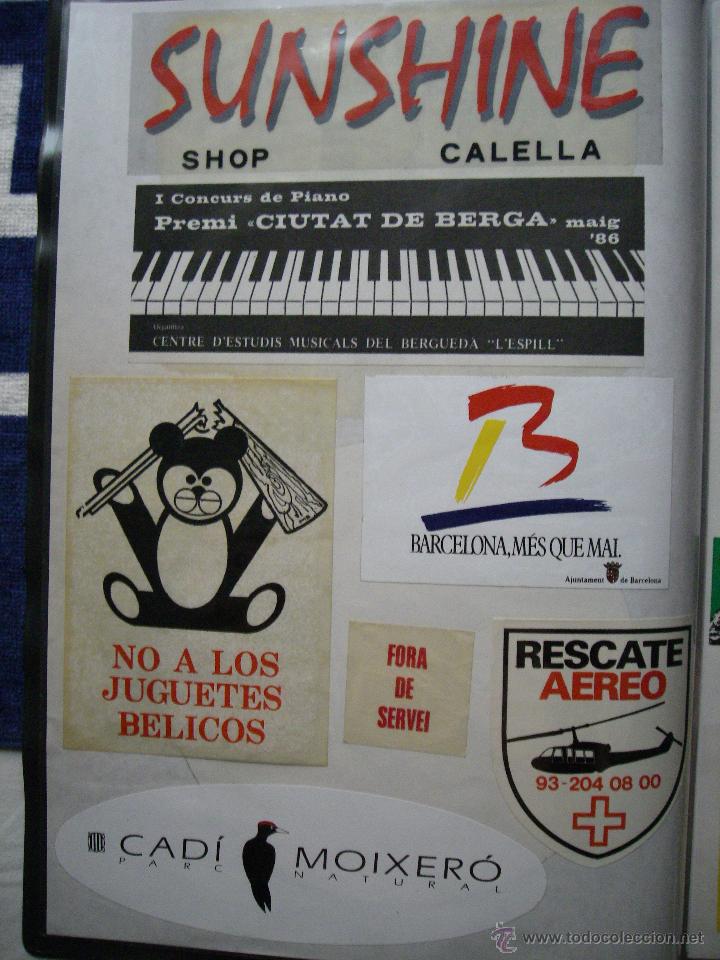 SUNSHINE
SHOP CALELLA
I Concurs de Piano
Premi «CIUTAT DE BERGA» maig
'86
Organitza
CENTRE D'ESTUDIS MUSICALS DEL BERGUEDÀ "L'ESPILL"
NO A LOS
JUGUETES
BELICOS
BARCELONA, MÉS QUE MAI.
Ajuntament de Barcelona
FORA
DE
SERVEI
RESCATE
AEREO
93-204 08 00
CADÍ MOIXERÓ
PARC NATURAL
© www.todocoleccion.net